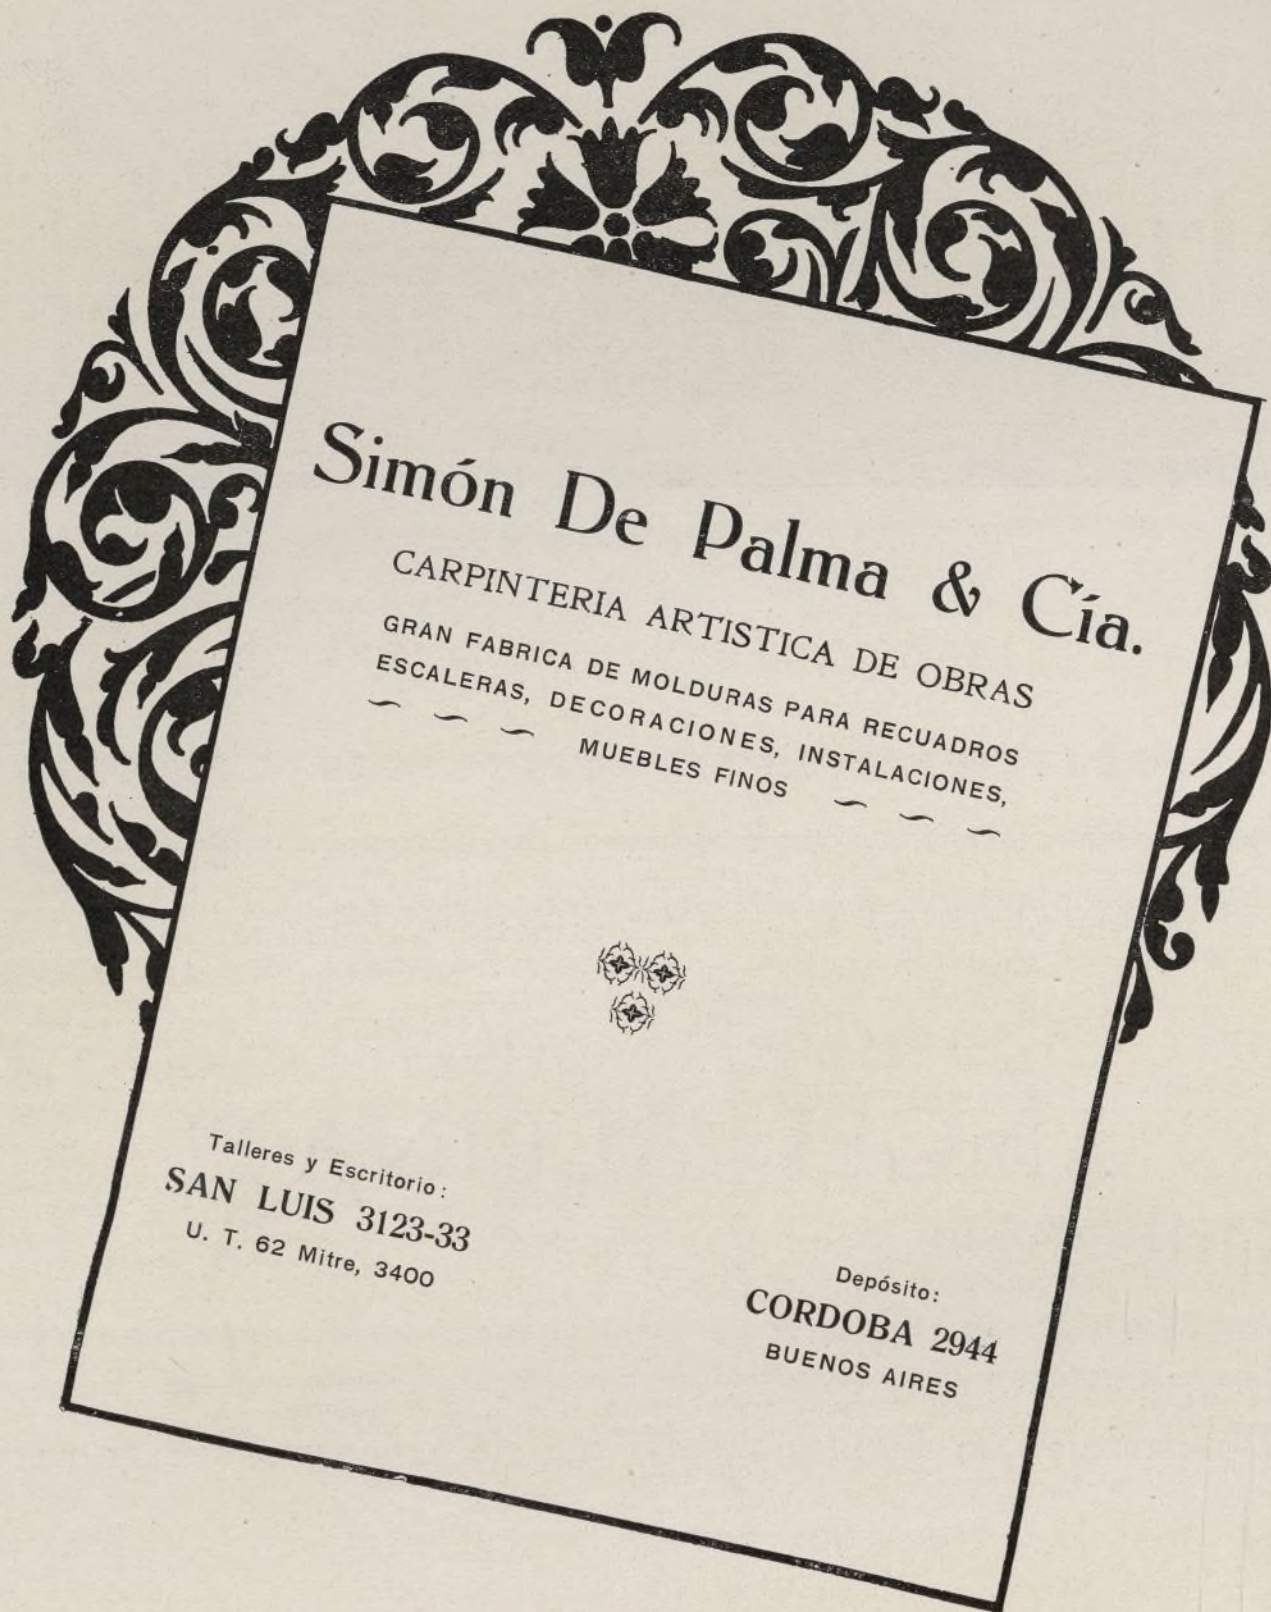 Simón De Palma & Cía.
CARPINTERIA ARTISTICA DE OBRAS
GRAN FABRICA DE MOLDURAS PARA RECUADROS
ESCALERAS, DECORACIONES, INSTALACIONES,
MUEBLES FINOS
Talleres y Escritorio:
SAN LUIS 3123-33
U. T. 62 Mitre, 3400
Depósito:
CORDOBA 2944
BUENOS AIRES